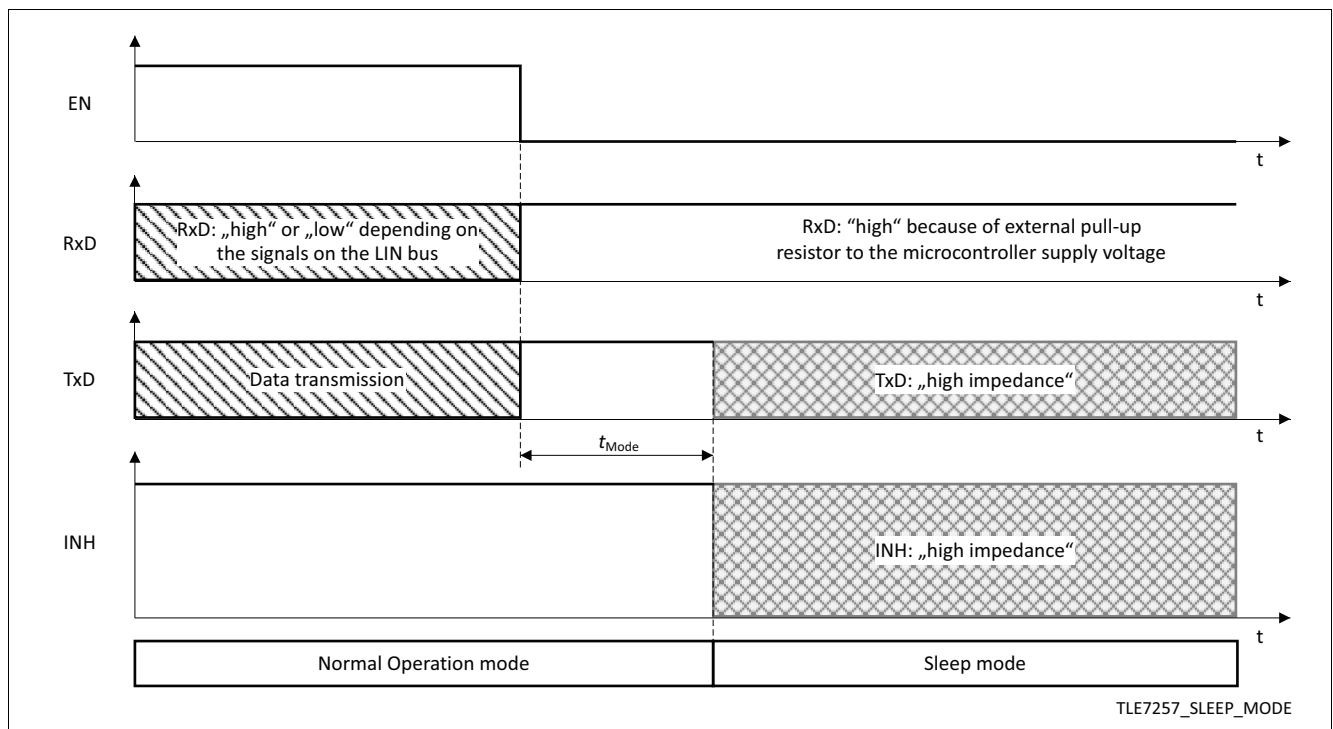 EN
t
RxD
RxD: „high“ or „low“ depending on
the signals on the LIN bus
RxD: “high“ because of external pull-up
resistor to the microcontroller supply voltage
t
TxD
Data transmission
TxD: „high impedance“
t
tMode
INH
INH: „high impedance“
t
Normal Operation mode
Sleep mode
TLE7257_SLEEP_MODE